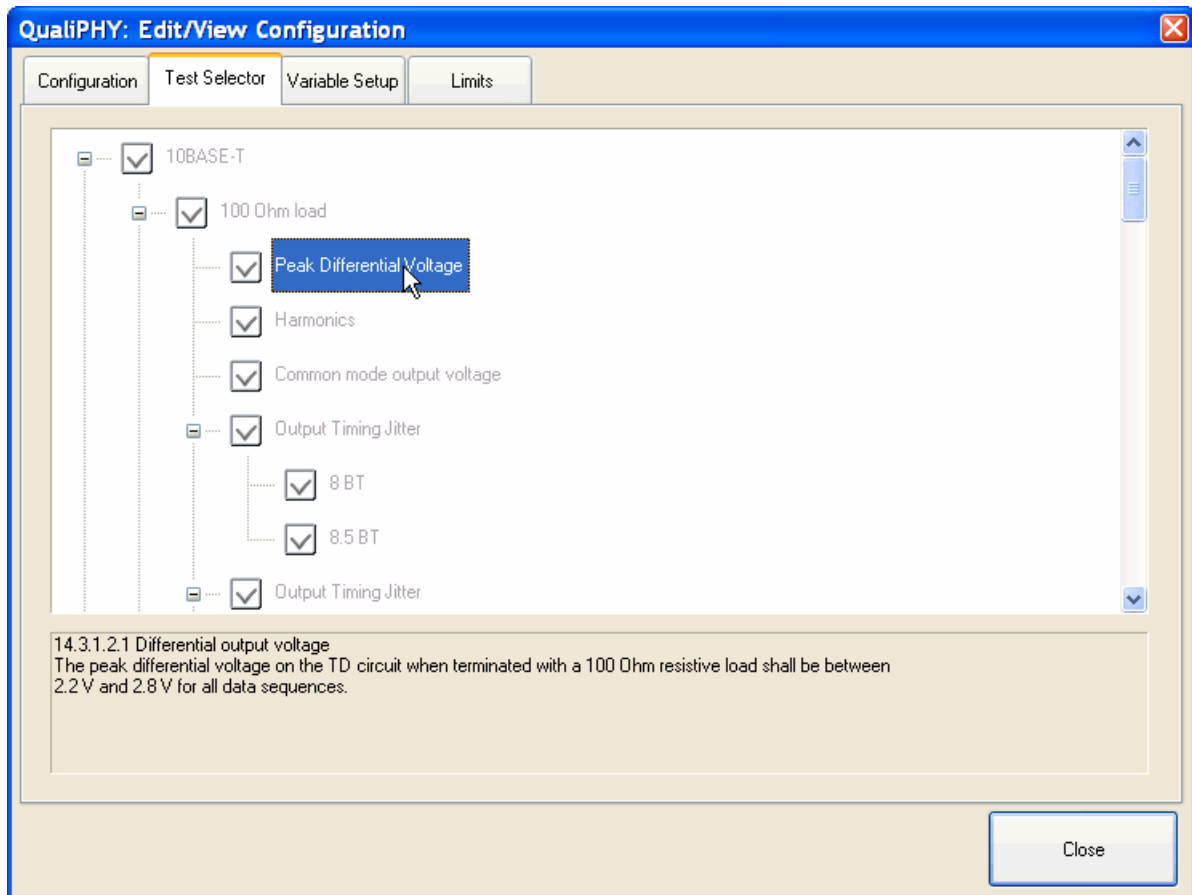 QualiPHY: Edit/View Configuration
Configuration
Test Selector
Variable Setup
Limits
10BASE-T
100 Ohm load
Peak Differential Voltage
Harmonics
Common mode output voltage
Output Timing Jitter
8 BT
8.5 BT
Output Timing Jitter
14.3.1.2.1 Differential output voltage
The peak differential voltage on the TD circuit when terminated with a 100 Ohm resistive load shall be between
2.2 V and 2.8 V for all data sequences.
Close